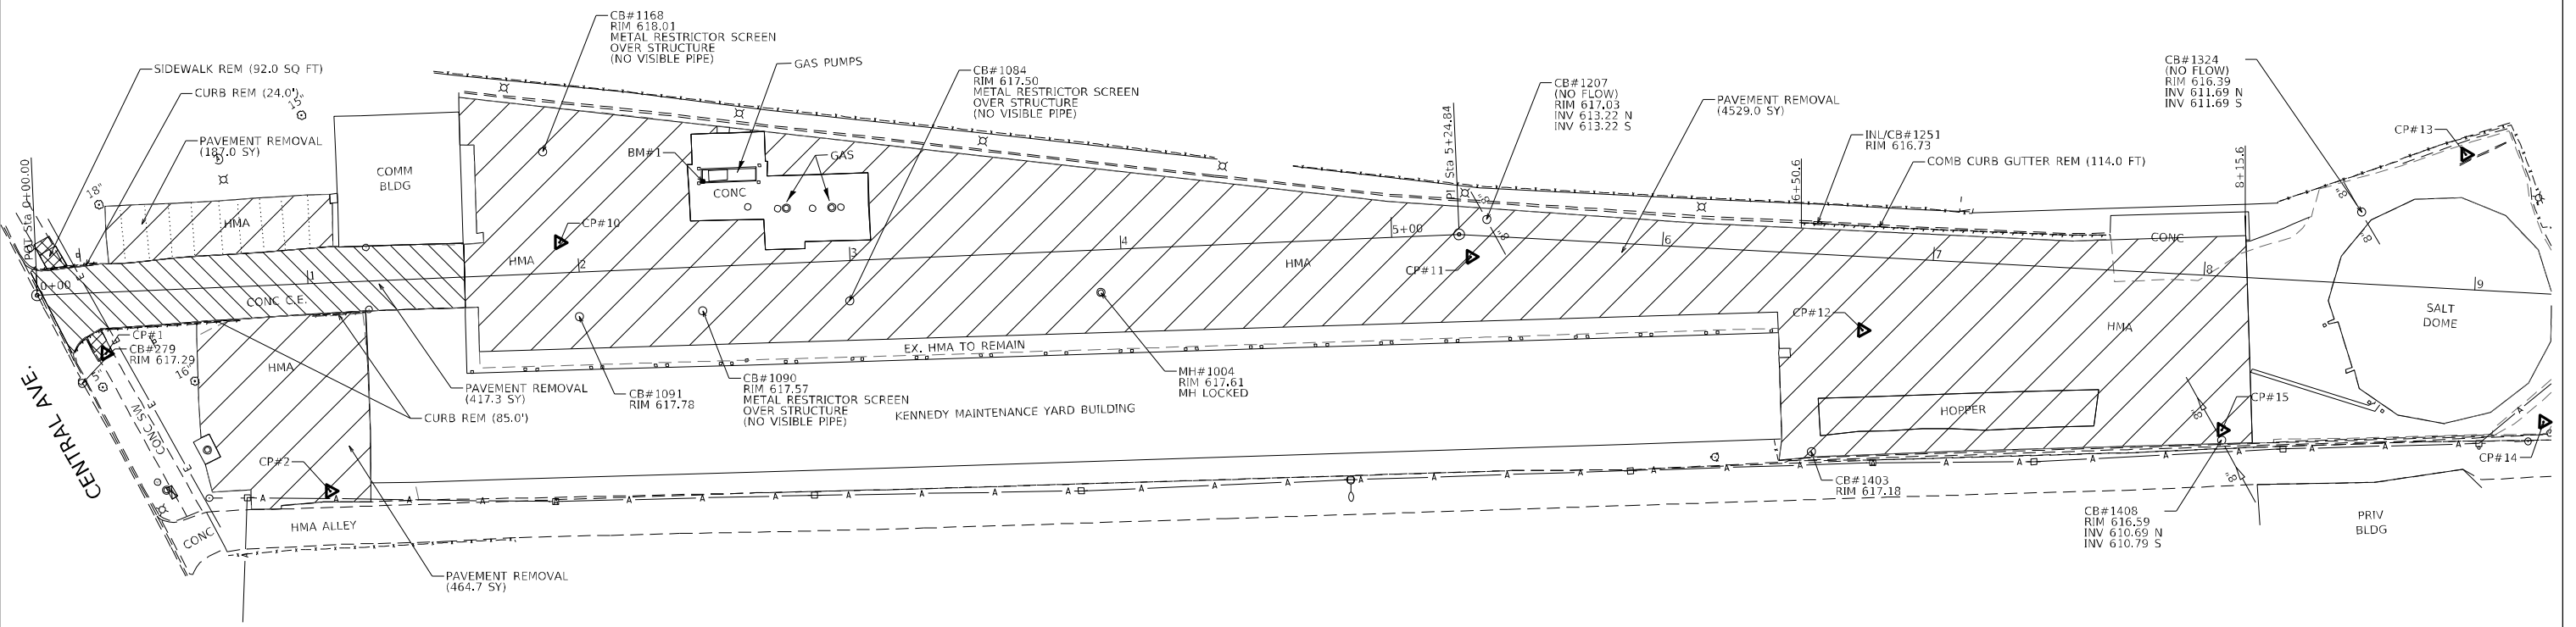 CB#1168
RIM 618.01
METAL RESTRICTOR SCREEN
OVER STRUCTURE
(NO VISIBLE PIPE)
GAS PUMPS
SIDEWALK REM (92.0 SQ FT)
CURB REM (24.0')
15"
PAVEMENT REMOVAL
(187.0 SY)
18"
POT Sta 0+00.00
HMA
COMM
BLDG
BM#1
GAS
CONC
CB#1084
RIM 617.50
METAL RESTRICTOR SCREEN
OVER STRUCTURE
(NO VISIBLE PIPE)
CB#1207
(NO FLOW)
RIM 617.03
INV 613.22 N
INV 613.22 S
PI Sta 5+24.84
PAVEMENT REMOVAL
(4529.0 SY)
INL/CB#1251
RIM 616.73
COMB CURB GUTTER REM (114.0 FT)
6+50.6
8+15.6
CB#1324
(NO FLOW)
RIM 616.39
INV 611.69 N
INV 611.69 S
CP#13
8"
8"
8"
8"
CP#10
HMA
0+00
1
2
3
4
5+00
6
7
8
9
CONC C.E.
HMA
CP#11
CONC
CP#12
HMA
SALT
DOME
CP#1
CB#279
RIM 617.29
5"
16"
HMA
EX. HMA TO REMAIN
PAVEMENT REMOVAL
(417.3 SY)
CURB REM (85.0')
CB#1091
RIM 617.78
CB#1090
RIM 617.57
METAL RESTRICTOR SCREEN
OVER STRUCTURE
(NO VISIBLE PIPE)
MH#1004
RIM 617.61
MH LOCKED
KENNEDY MAINTENANCE YARD BUILDING
HOPPER
8"
8"
CP#15
CP#14
CENTRAL AVE.
CONC SW
E
E
E
CP#2
A A A A A A A A A A A A A A A A A A A A
CB#1403
RIM 617.18
CB#1408
RIM 616.59
INV 610.69 N
INV 610.79 S
PRIV
BLDG
CONC
HMA ALLEY
PAVEMENT REMOVAL
(464.7 SY)